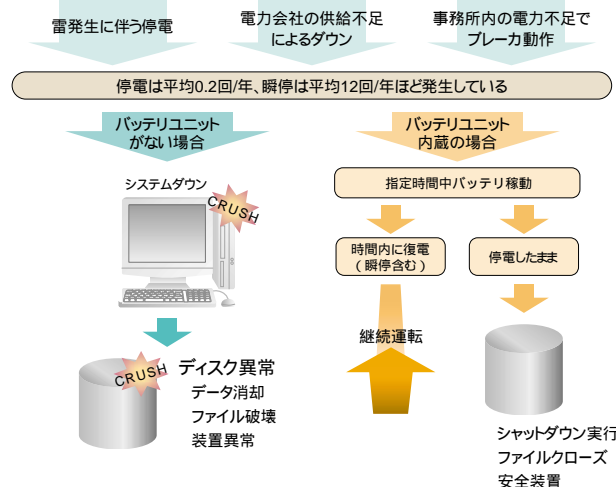 雷発生に伴う停電
電力会社の供給不足
によるダウン
事務所内の電力不足で
ブレーカ動作
停電は平均0.2回/年、瞬停は平均12回/年ほど発生している
バッテリユニット
がない場合
バッテリユニット
内蔵の場合
システムダウン
CRUSH
指定時間中バッテリ稼動
時間内に復電
（瞬停含む）
停電したまま
継続運転
CRUSH
ディスク異常
データ消却
ファイル破壊
装置異常
シャットダウン実行
ファイルクローズ
安全装置